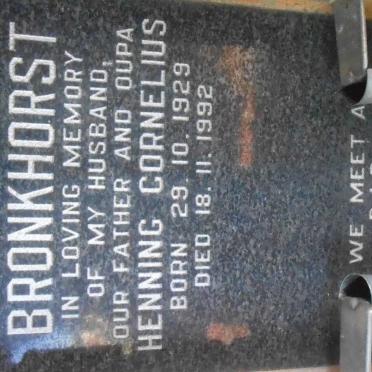 BRONKHORST
IN LOVING MEMORY
OF MY HUSBAND,
OUR FATHER AND OUPA
HENNING CORNELIUS
BORN 29.10.1929
DIED 18.11.1992
WE MEET